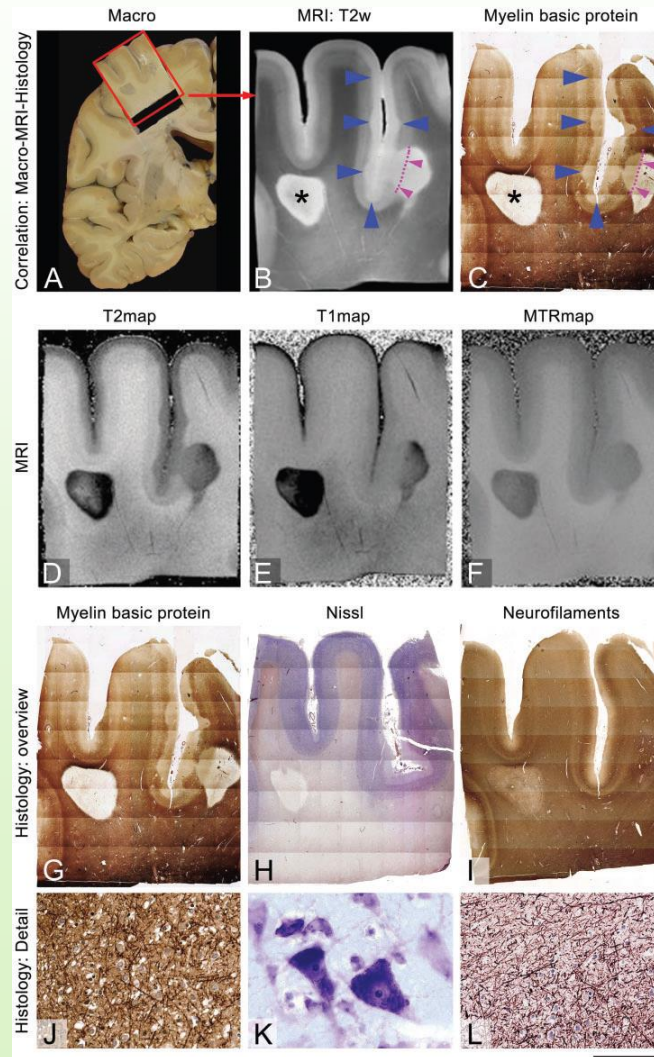 Macro MRI: T2w Myelin basic protein
Correlation: Macro-MRI-Histology
* *
A B C
T2map T1map MTRmap
MRI
D E F
Myelin basic protein Nissl Neurofilaments
Histology: overview
G H I
Histology: Detail
J K L